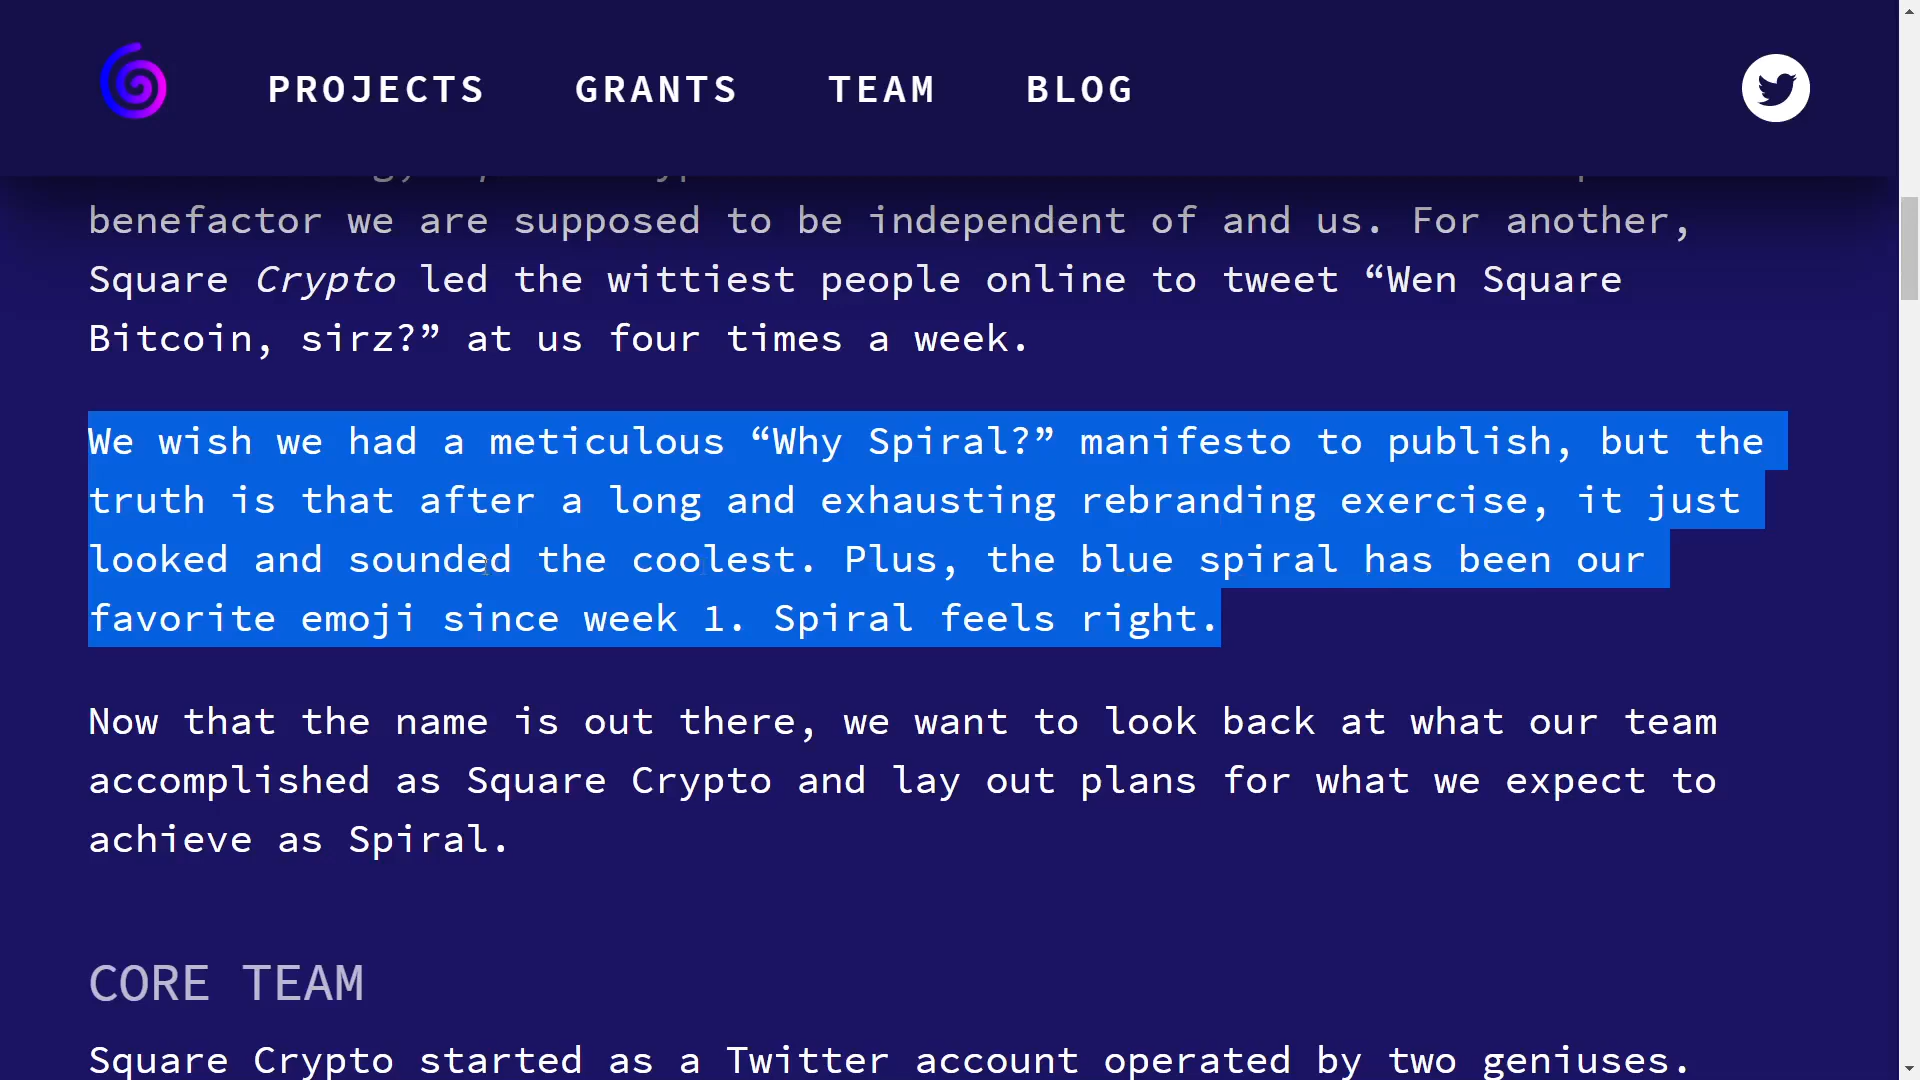 PROJECTS GRANTS TEAM BLOG
benefactor we are supposed to be independent of and us. For another,
Square Crypto led the wittiest people online to tweet “Wen Square
Bitcoin, sirz?” at us four times a week.
We wish we had a meticulous “Why Spiral?” manifesto to publish, but the
truth is that after a long and exhausting rebranding exercise, it just
looked and sounded the coolest. Plus, the blue spiral has been our
favorite emoji since week 1. Spiral feels right.
Now that the name is out there, we want to look back at what our team
accomplished as Square Crypto and lay out plans for what we expect to
achieve as Spiral.
CORE TEAM
Square Crypto started as a Twitter account operated by two geniuses.